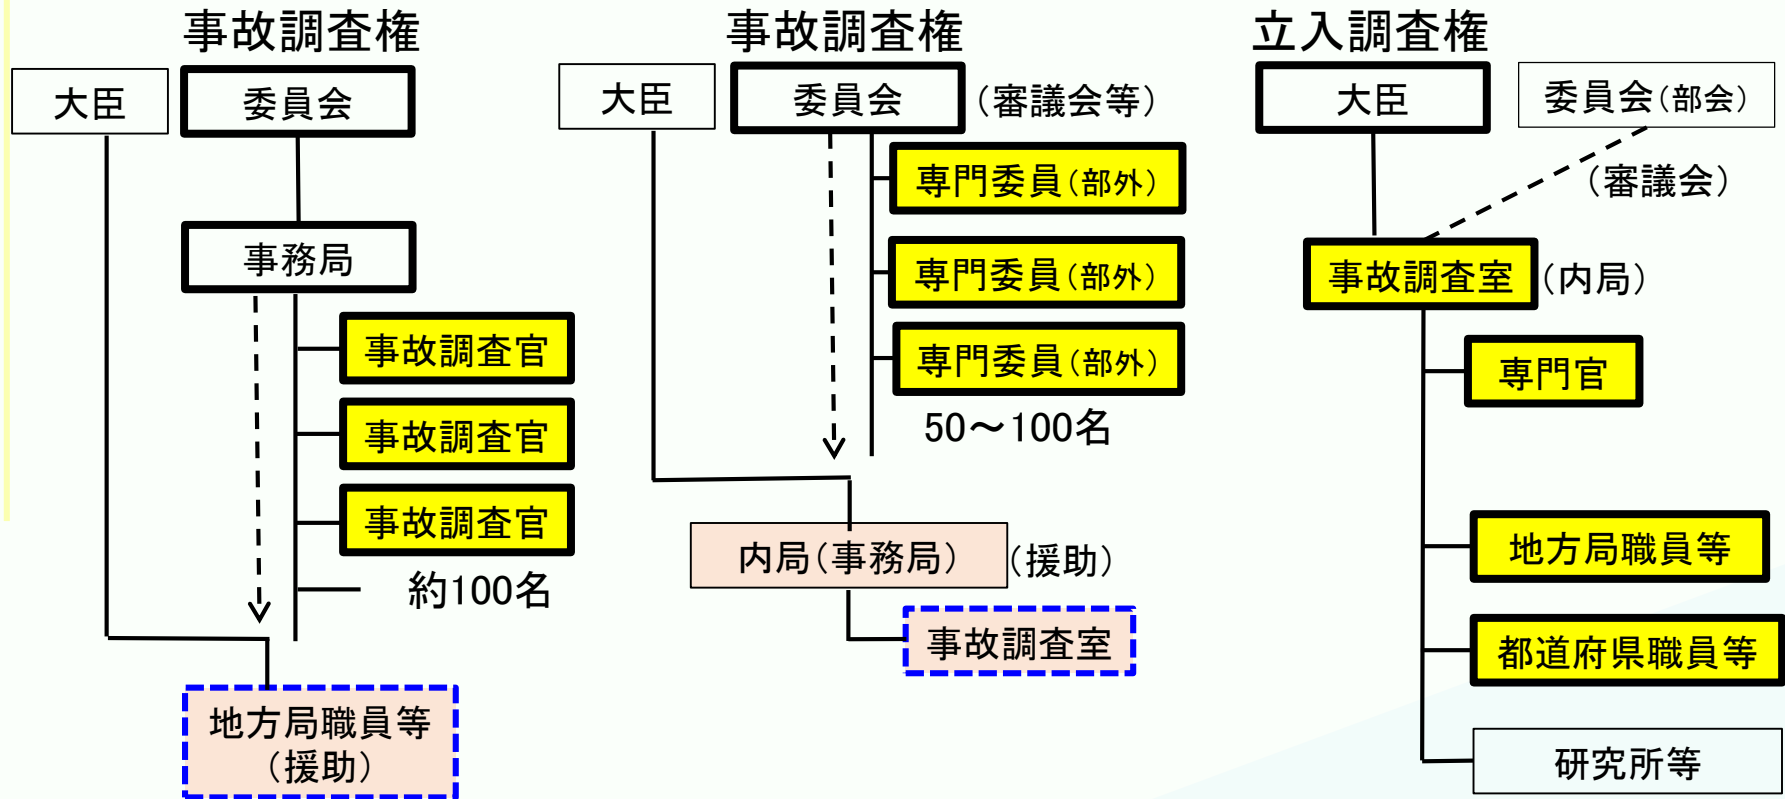 事故調査権
大臣
委員会
事務局
事故調査官
事故調査官
事故調査官
約100名
地方局職員等
（援助）
事故調査権
大臣
委員会
（審議会等）
専門委員（部外）
専門委員（部外）
専門委員（部外）
50～100名
内局（事務局）
（援助）
事故調査室
立入調査権
大臣
委員会（部会）
（審議会）
事故調査室
（内局）
専門官
地方局職員等
都道府県職員等
研究所等